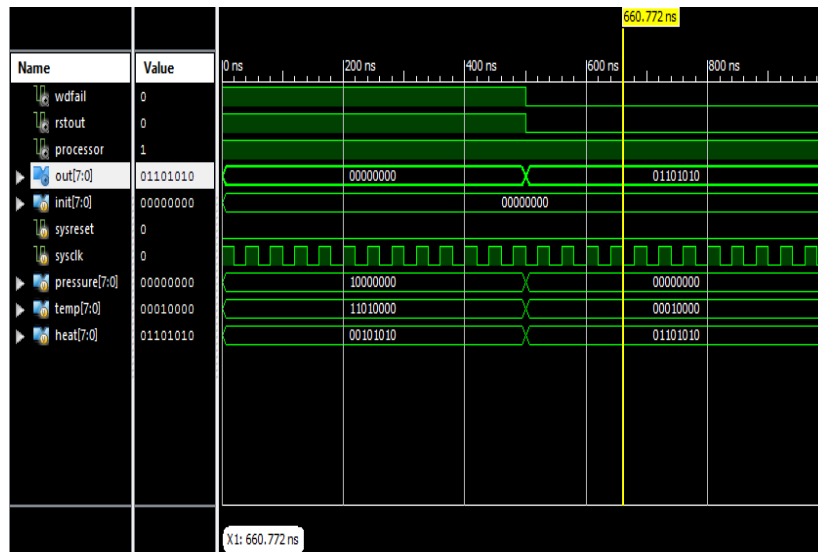 660.772 ns
Name Value 0 ns 200 ns 400 ns 600 ns 800 ns
wdfail 0
rstout 0
processor 1
out[7:0] 01101010 00000000 01101010
init[7:0] 00000000 00000000
sysreset 0
sysclk 0
pressure[7:0] 00000000 10000000 00000000
temp[7:0] 00010000 11010000 00010000
heat[7:0] 01101010 00101010 01101010
X1: 660.772 ns